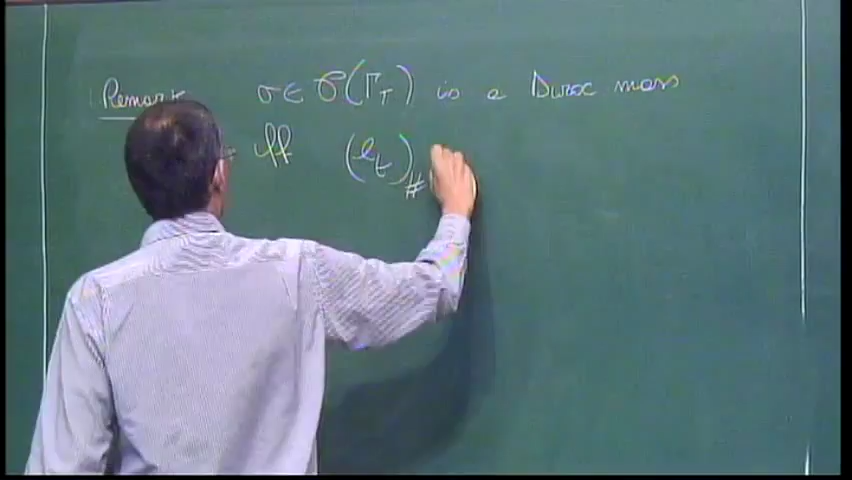 Remark σ ∈ 𝒫(Γ_T) is a Dirac mass
iff (e_t)_#